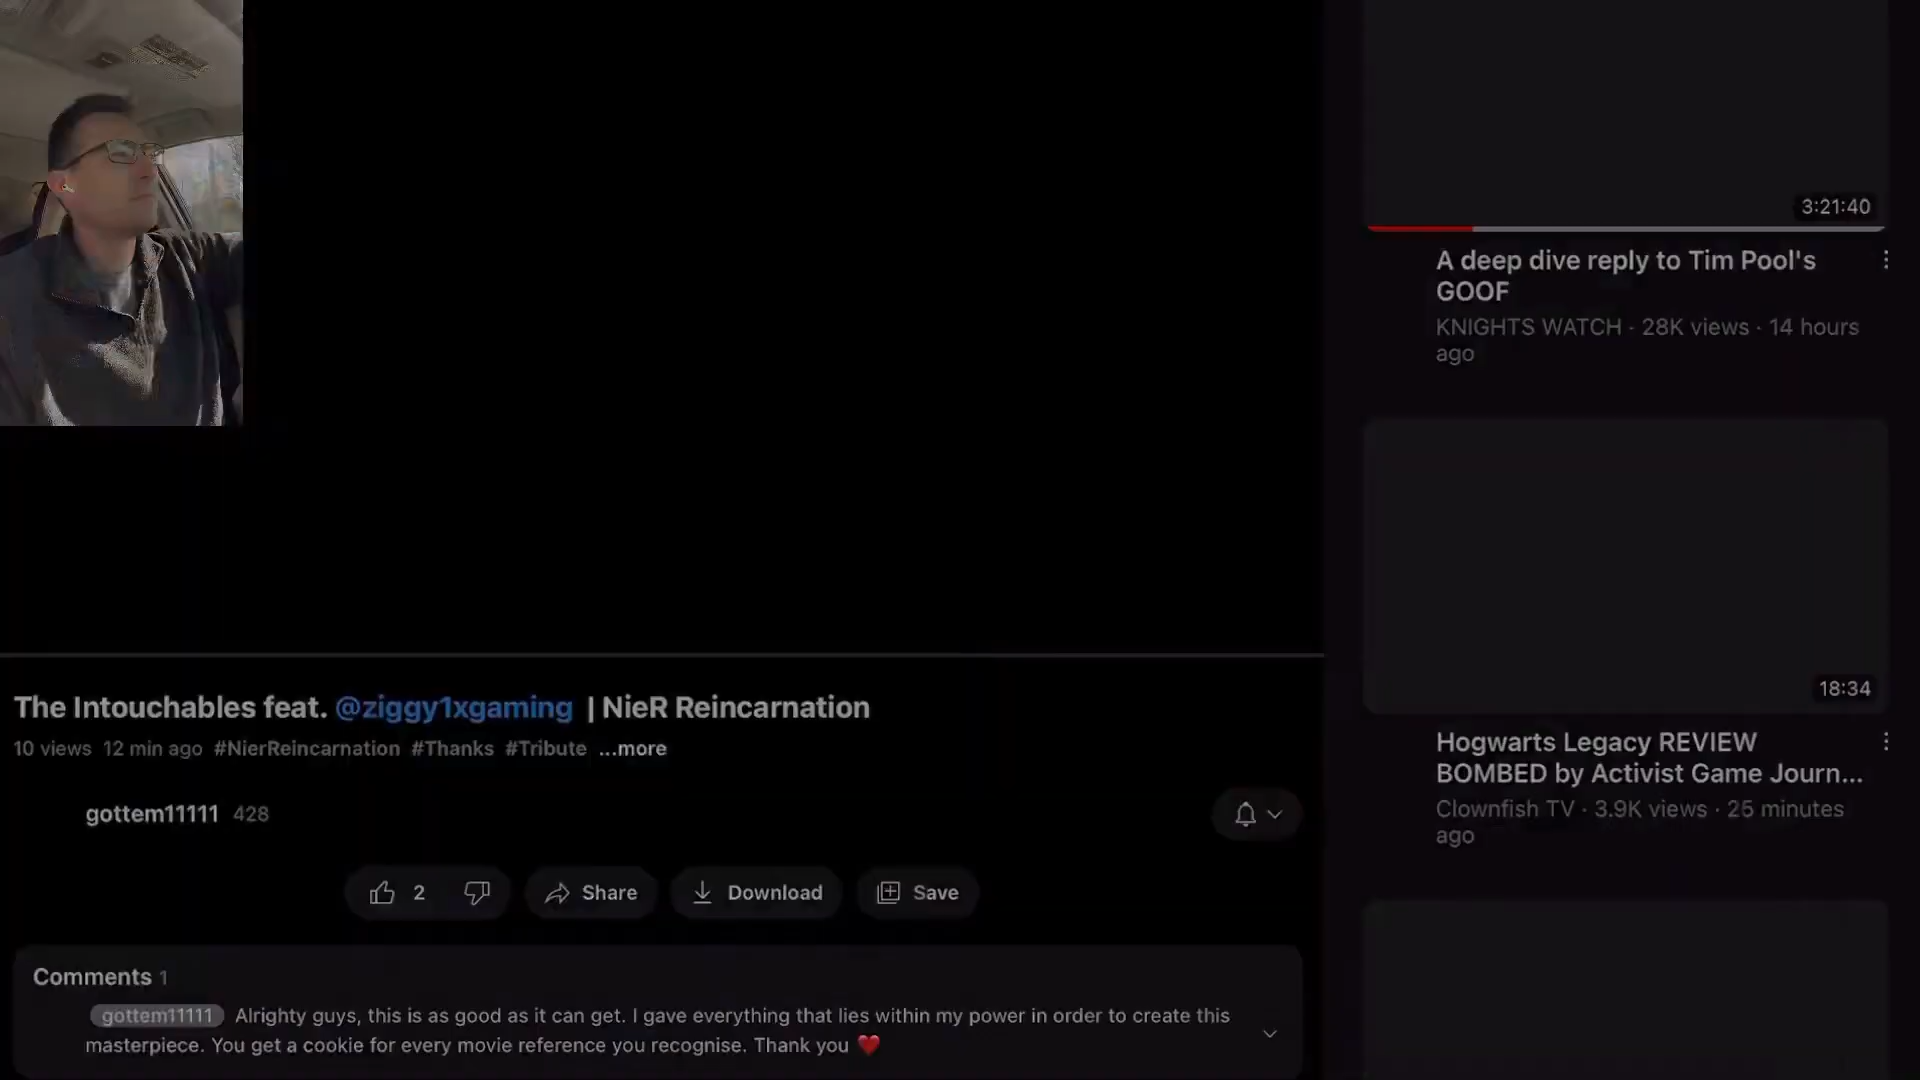 3:21:40
A deep dive reply to Tim Pool's
GOOF
KNIGHTS WATCH · 28K views · 14 hours
ago
18:34
Hogwarts Legacy REVIEW
BOMBED by Activist Game Journ...
Clownfish TV · 3.9K views · 25 minutes
ago
The Intouchables feat. @ziggy1xgaming | NieR Reincarnation
10 views 12 min ago #NierReincarnation #Thanks #Tribute ...more
gottem11111 428
2 Share Download Save
Comments 1
gottem11111 Alrighty guys, this is as good as it can get. I gave everything that lies within my power in order to create this
masterpiece. You get a cookie for every movie reference you recognise. Thank you ❤️